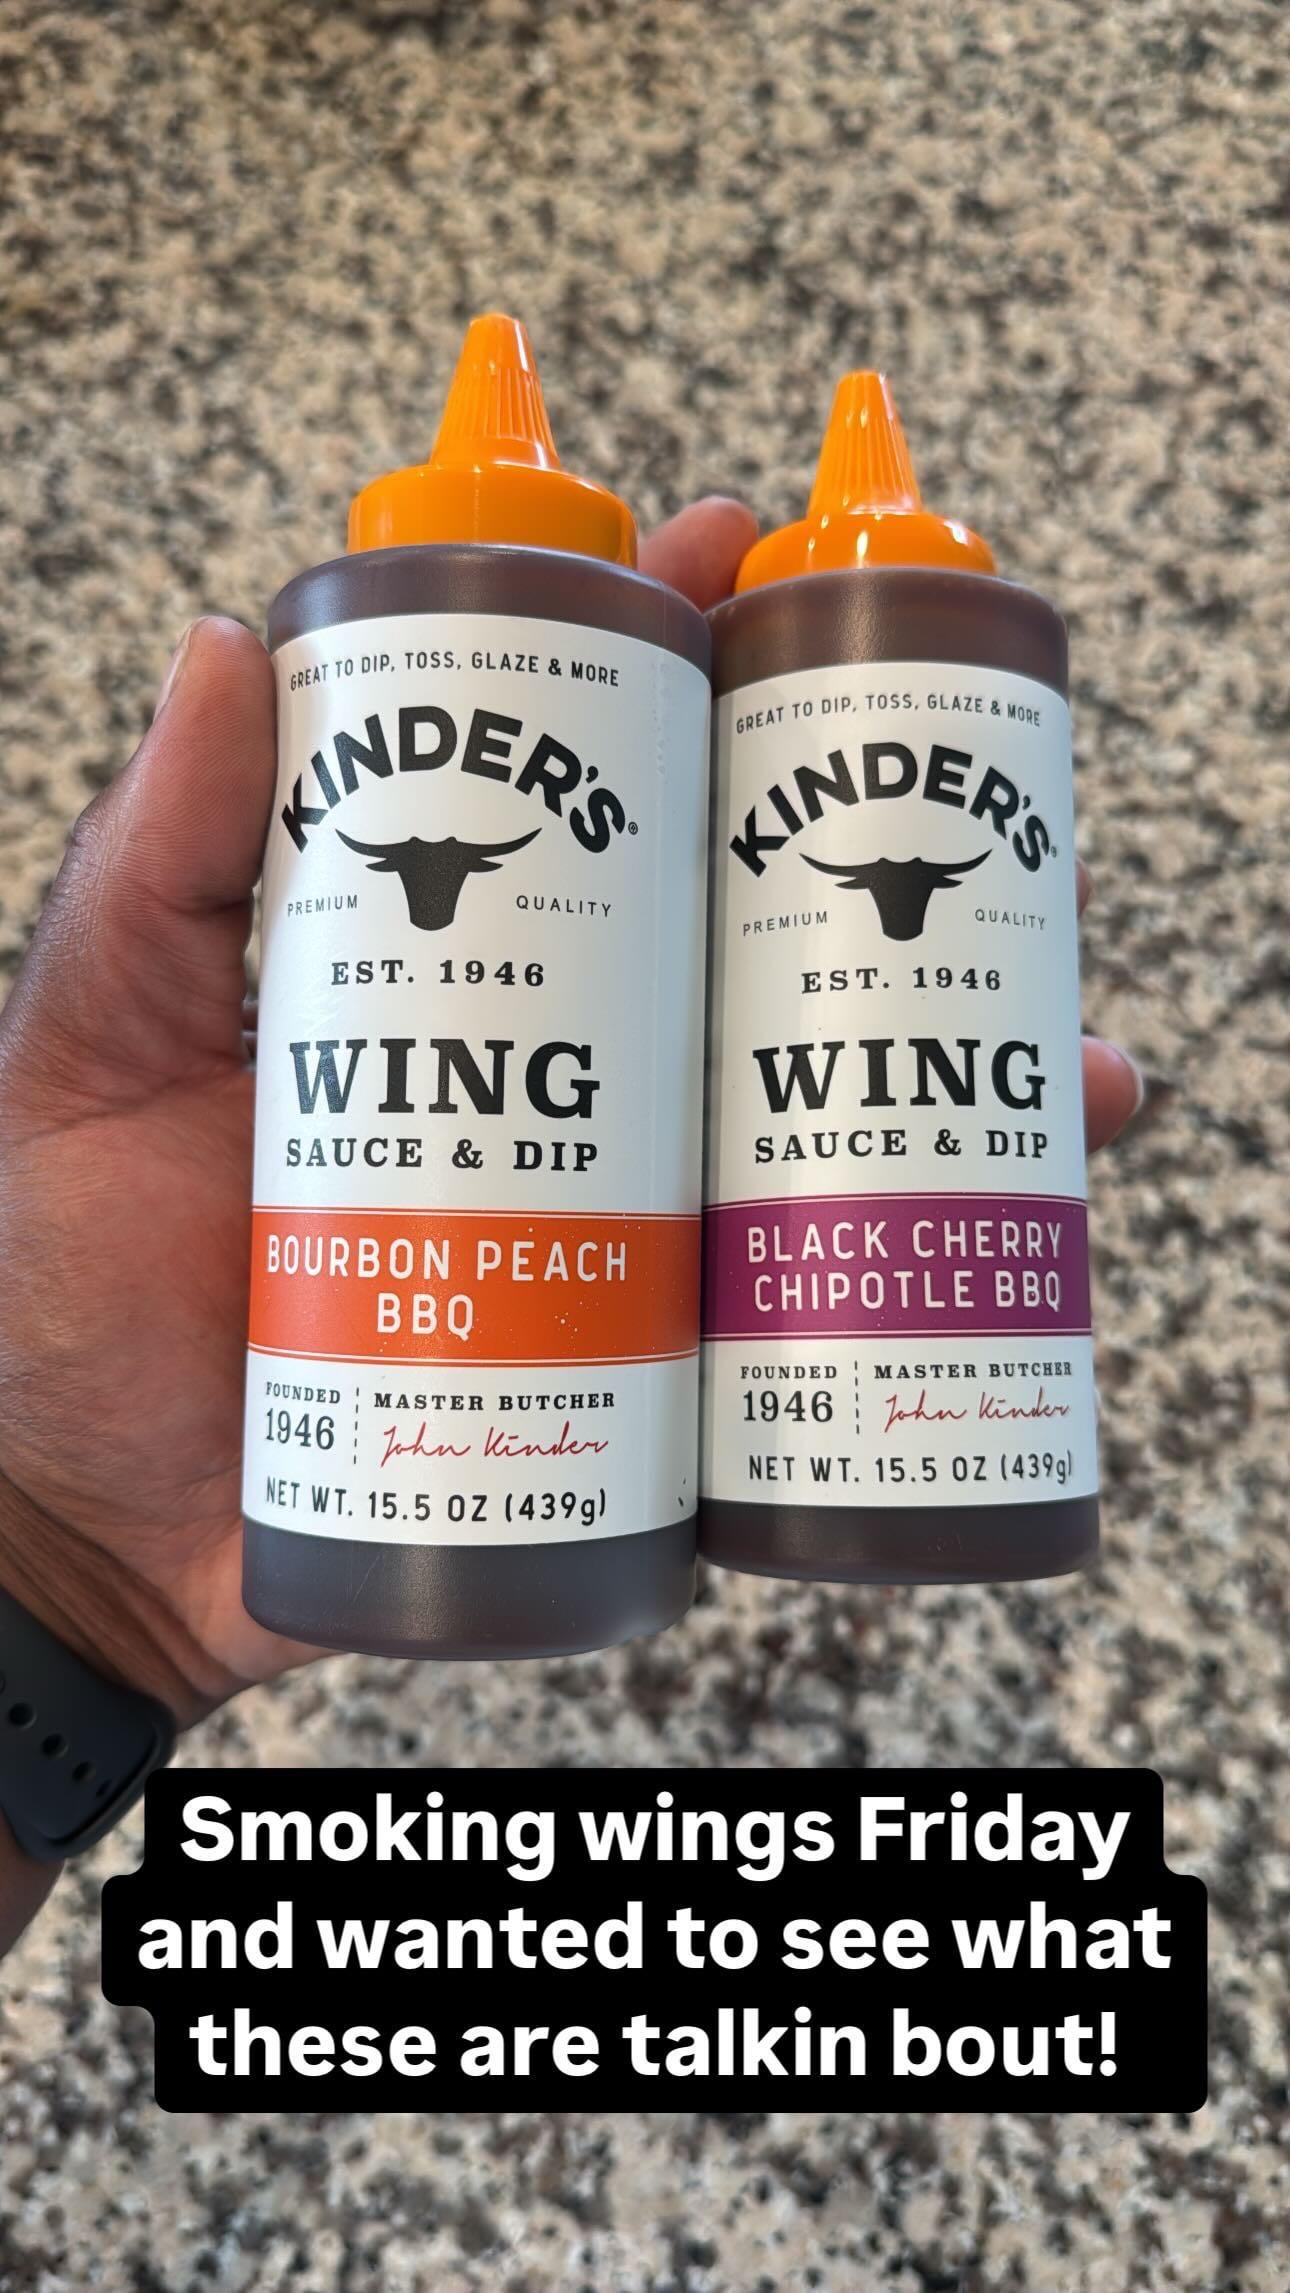 GREAT TO DIP, TOSS, GLAZE & MORE
KINDER'S®
PREMIUM QUALITY
EST. 1946
WING
SAUCE & DIP
BOURBON PEACH
BBQ
FOUNDED
1946
MASTER BUTCHER
John Kinder
NET WT. 15.5 OZ (439g)
GREAT TO DIP, TOSS, GLAZE & MORE
KINDER'S®
PREMIUM QUALITY
EST. 1946
WING
SAUCE & DIP
BLACK CHERRY
CHIPOTLE BBQ
FOUNDED
1946
MASTER BUTCHER
John Kinder
NET WT. 15.5 OZ (439g)
Smoking wings Friday
and wanted to see what
these are talkin bout!